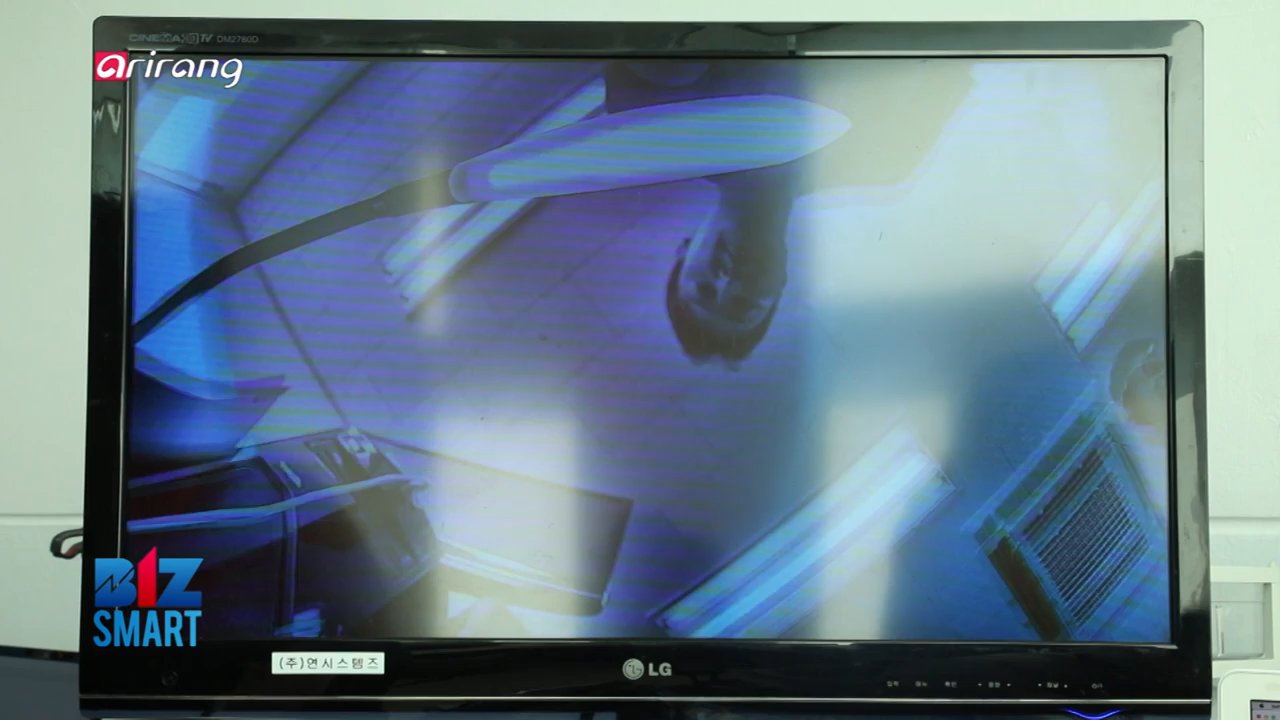 CINEMA 3D TV DM2780D
arirang
BIZ
SMART
(주)연시스템즈
LG